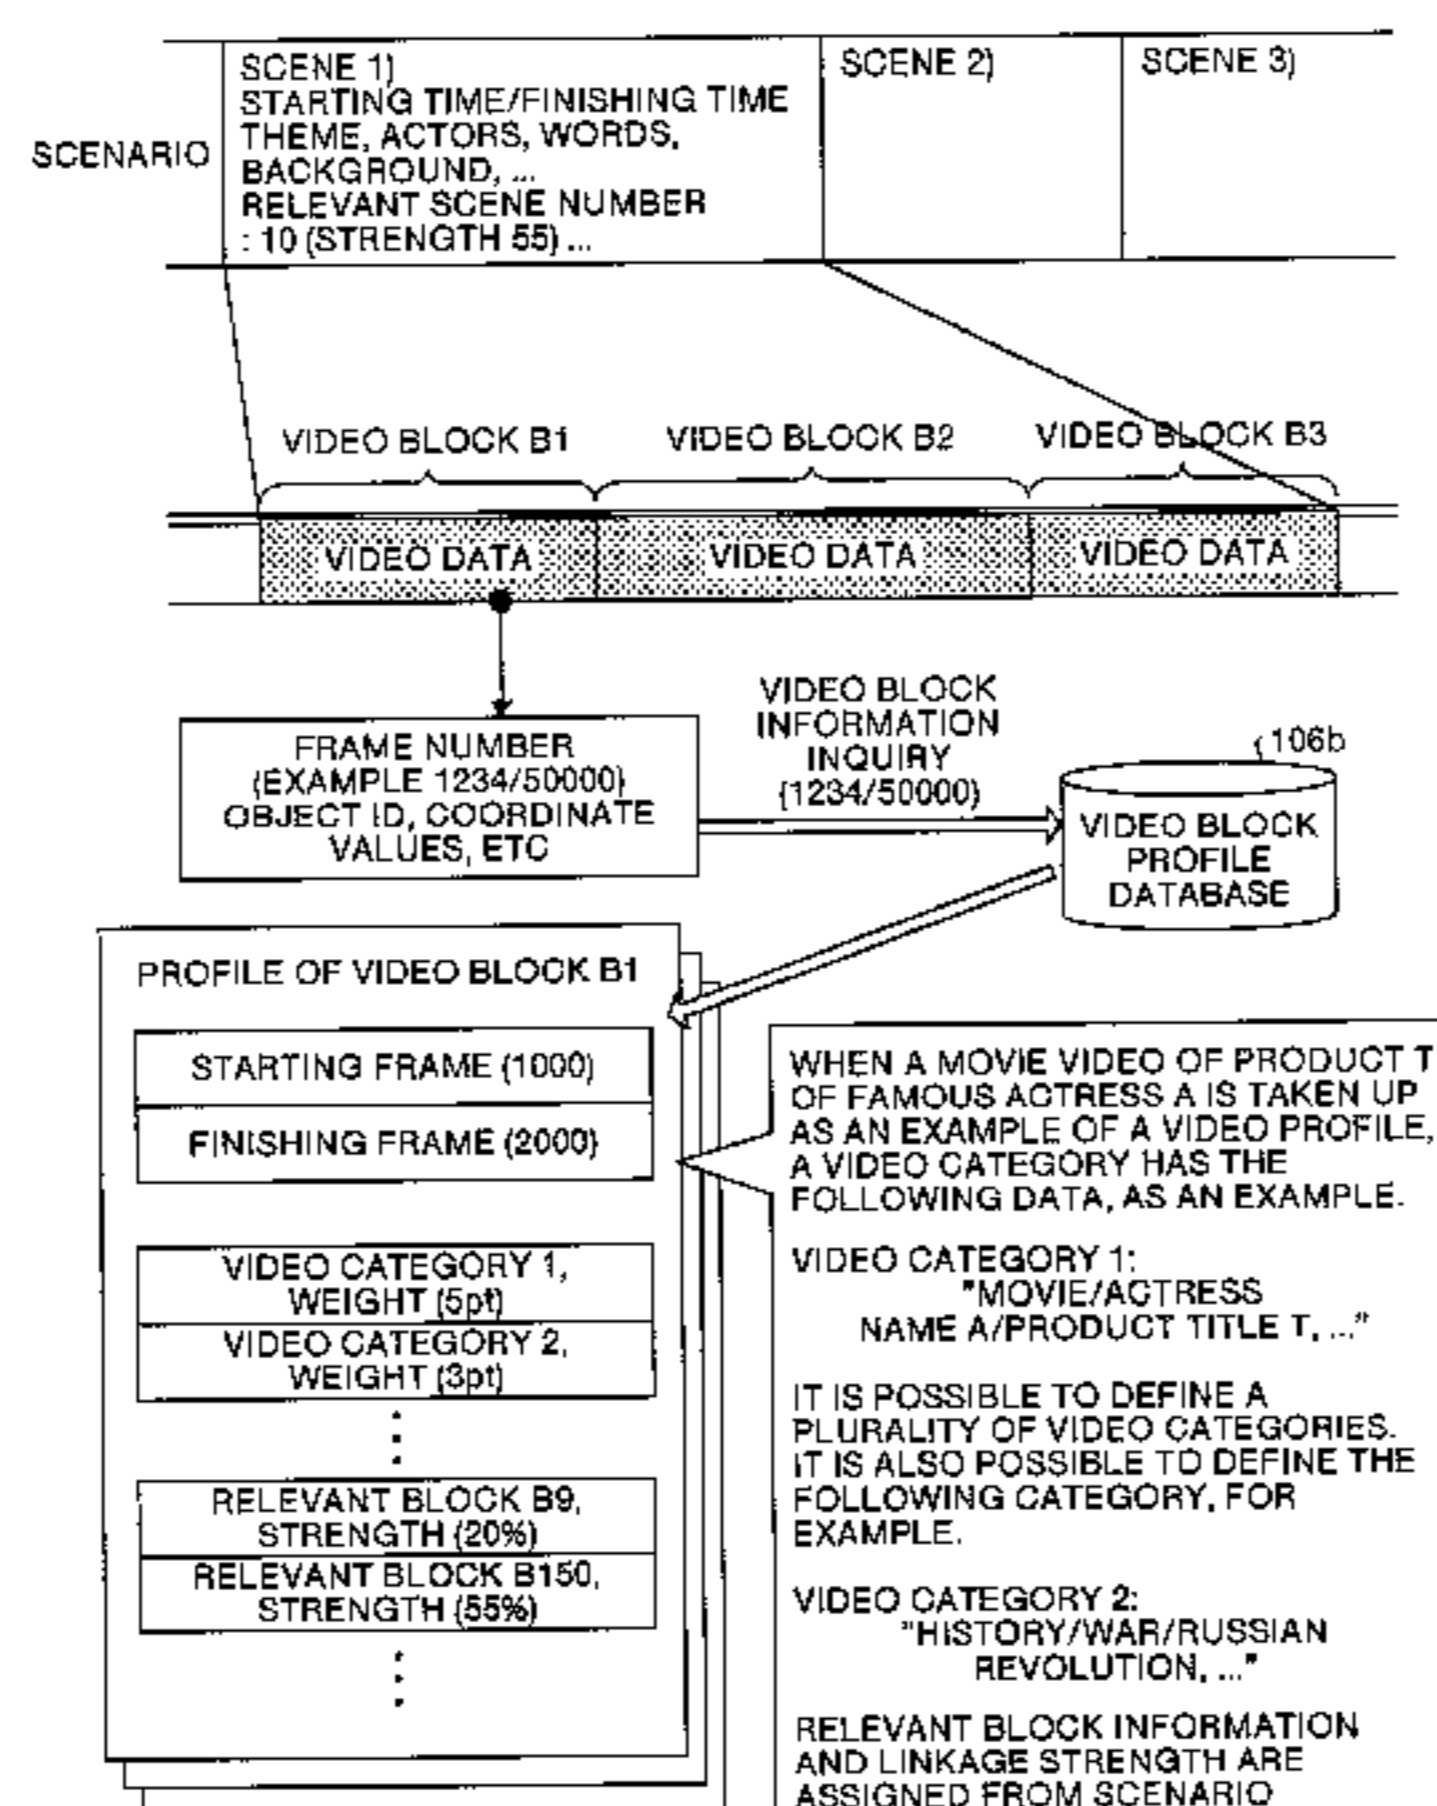 SCENARIO
SCENE 1)
STARTING TIME/FINISHING TIME
THEME, ACTORS, WORDS,
BACKGROUND, ...
RELEVANT SCENE NUMBER
: 10 (STRENGTH 55) ...
SCENE 2)
SCENE 3)
VIDEO BLOCK B1
VIDEO BLOCK B2
VIDEO BLOCK B3
VIDEO DATA
VIDEO DATA
VIDEO DATA
FRAME NUMBER
(EXAMPLE 1234/50000)
OBJECT ID, COORDINATE
VALUES, ETC
VIDEO BLOCK
INFORMATION
INQUIRY
(1234/50000)
106b
VIDEO BLOCK
PROFILE
DATABASE
PROFILE OF VIDEO BLOCK B1
STARTING FRAME (1000)
FINISHING FRAME (2000)
VIDEO CATEGORY 1,
WEIGHT (5pt)
VIDEO CATEGORY 2,
WEIGHT (3pt)
RELEVANT BLOCK B9,
STRENGTH (20%)
RELEVANT BLOCK B150,
STRENGTH (55%)
WHEN A MOVIE VIDEO OF PRODUCT T
OF FAMOUS ACTRESS A IS TAKEN UP
AS AN EXAMPLE OF A VIDEO PROFILE,
A VIDEO CATEGORY HAS THE
FOLLOWING DATA, AS AN EXAMPLE.
VIDEO CATEGORY 1:
"MOVIE/ACTRESS
NAME A/PRODUCT TITLE T, ..."
IT IS POSSIBLE TO DEFINE A
PLURALITY OF VIDEO CATEGORIES.
IT IS ALSO POSSIBLE TO DEFINE THE
FOLLOWING CATEGORY, FOR
EXAMPLE.
VIDEO CATEGORY 2:
"HISTORY/WAR/RUSSIAN
REVOLUTION, ..."
RELEVANT BLOCK INFORMATION
AND LINKAGE STRENGTH ARE
ASSIGNED FROM SCENARIO